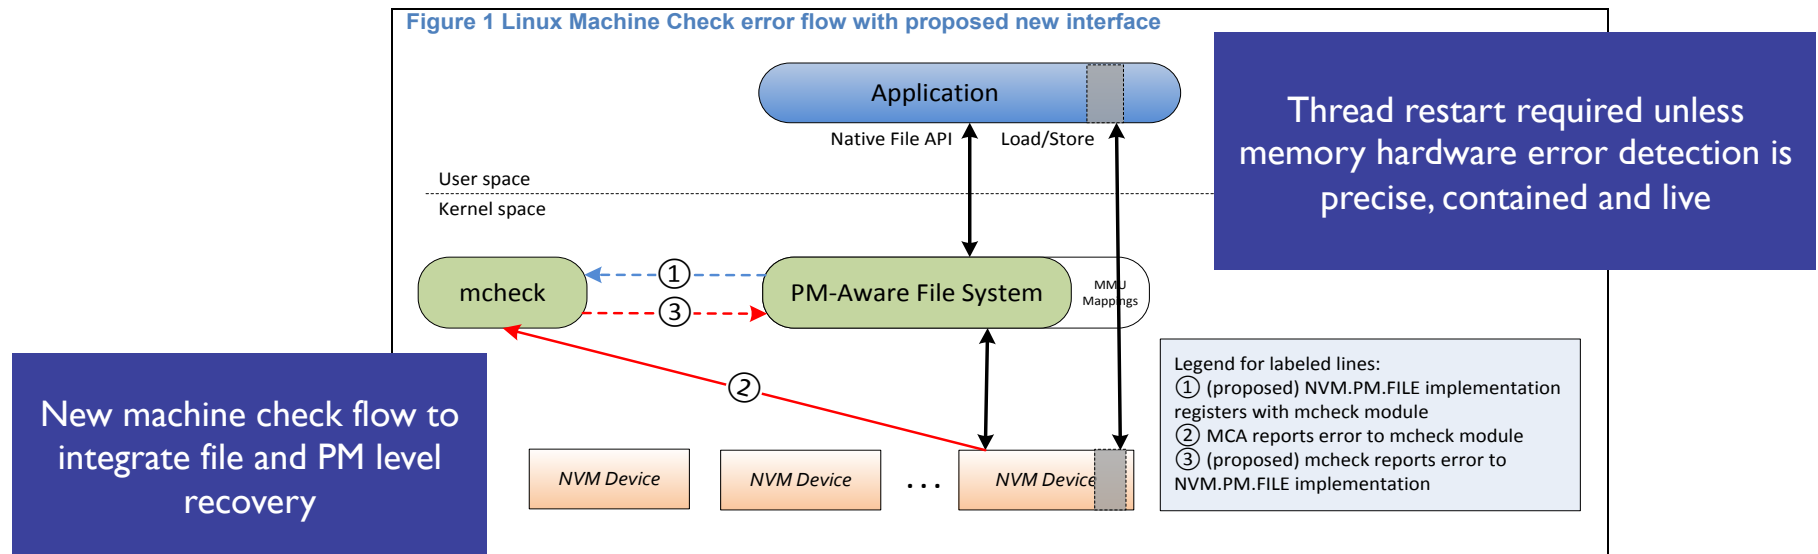 Figure 1 Linux Machine Check error flow with proposed new interface
Application
Native File API
Load/Store
User space
Kernel space
Thread restart required unless
memory hardware error detection is
precise, contained and live
mcheck
①
③
PM-Aware File System
MMU
Mappings
②
New machine check flow to
integrate file and PM level
recovery
Legend for labeled lines:
① (proposed) NVM.PM.FILE implementation
registers with mcheck module
② MCA reports error to mcheck module
③ (proposed) mcheck reports error to
NVM.PM.FILE implementation
NVM Device
NVM Device
...
NVM Device